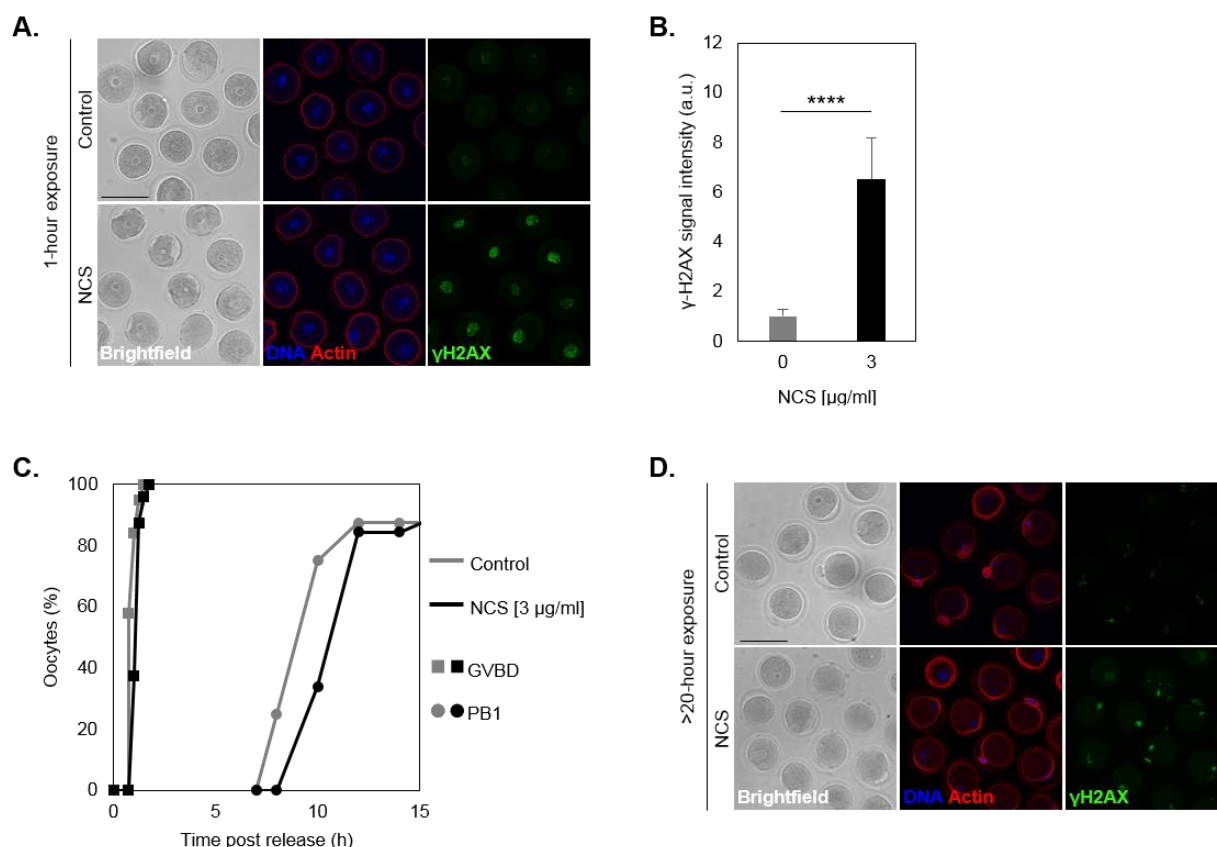 A.
1-hour exposure
Control
NCS
Brightfield
DNA Actin
γH2AX
B.
γ-H2AX signal intensity (a.u.)
12
10
8
6
4
2
0
****
0 3
NCS [µg/ml]
C.
Oocytes (%)
100
80
60
40
20
0
0 5 10 15
Time post release (h)
Control
NCS [3 µg/ml]
GVBD
PB1
D.
>20-hour exposure
Control
NCS
Brightfield
DNA Actin
γH2AX